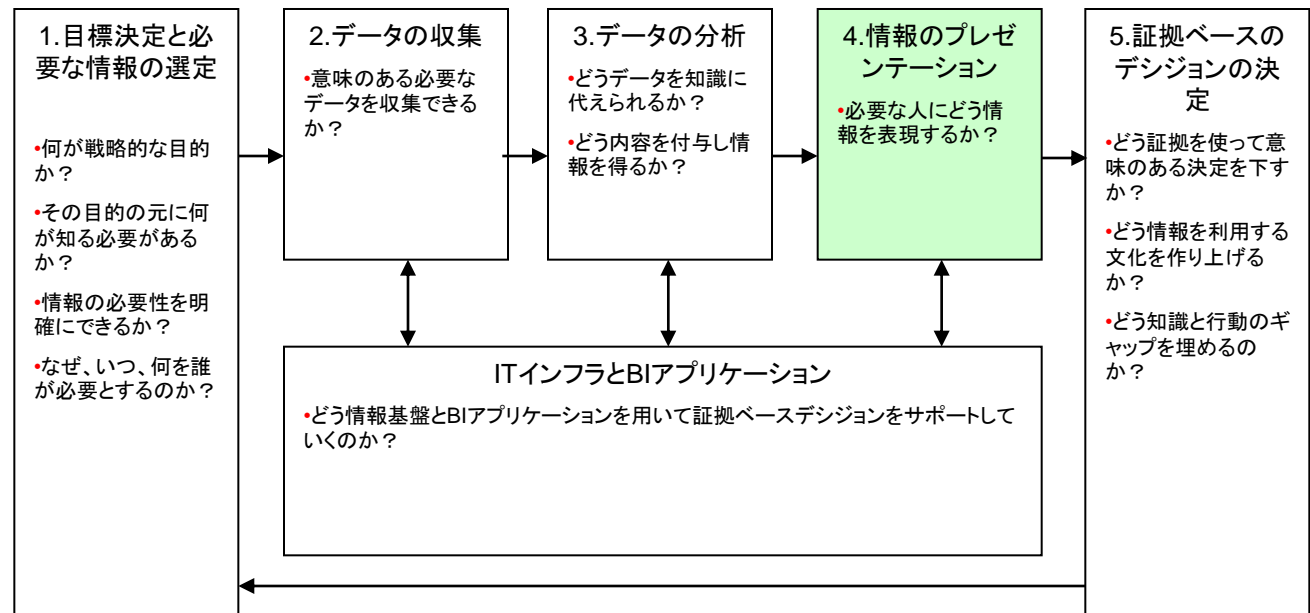 1.目標決定と必
要な情報の選定
•何が戦略的な目的
か？
•その目的の元に何
が知る必要がある
か？
•情報の必要性を明
確にできるか？
•なぜ、いつ、何を誰
が必要とするのか？
2.データの収集
•意味のある必要な
データを収集できる
か？
3.データの分析
•どうデータを知識に
代えられるか？
•どう内容を付与し情
報を得るか？
4.情報のプレゼ
ンテーション
•必要な人にどう情
報を表現するか？
5.証拠ベースの
デシジョンの決
定
•どう証拠を使って意
味のある決定を下す
か？
•どう情報を利用する
文化を作り上げる
か？
•どう知識と行動のギ
ャップを埋めるの
か？
ITインフラとBIアプリケーション
•どう情報基盤とBIアプリケーションを用いて証拠ベースデシジョンをサポートして
いくのか？